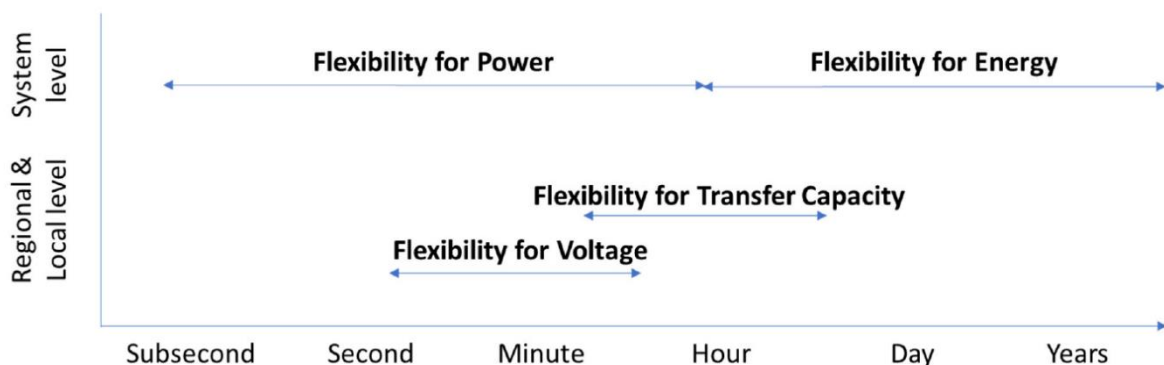 System
level
Flexibility for Power
Flexibility for Energy
Regional &
Local level
Flexibility for Transfer Capacity
Flexibility for Voltage
Subsecond
Second
Minute
Hour
Day
Years